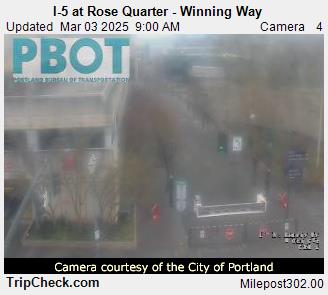 I-5 at Rose Quarter - Winning Way
Updated Mar 03 2025 9:00 AM Camera 4
PBOT
PORTLAND BUREAU OF TRANSPORTATION
Camera courtesy of the City of Portland
TripCheck.com Milepost302.00